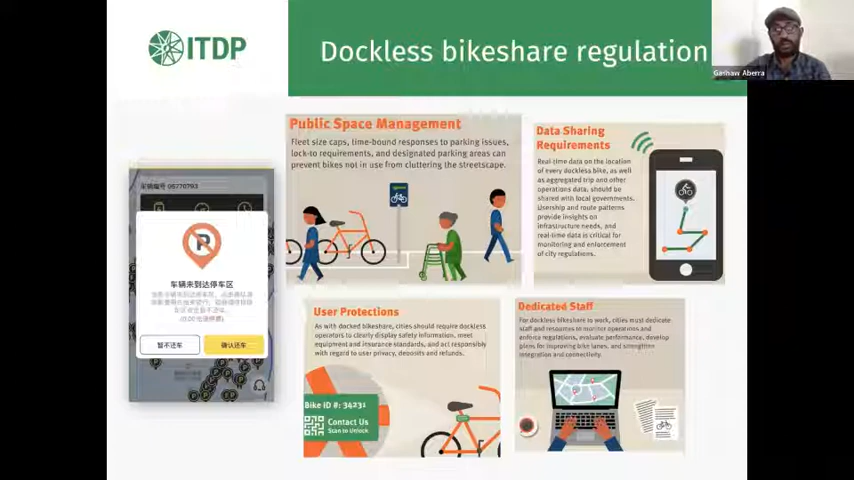 ITDP
Dockless bikeshare regulation
Gashaw Aberra
Public Space Management
Fleet size caps, time-bound responses to parking issues,
lock-to requirements, and designated parking areas can
prevent bikes not in use from cluttering the streetscape.
Data Sharing
Requirements
Real-time data on the location
of every dockless bike, as well
as aggregated trip and other
operations data, should be
shared with local governments.
Usership and route patterns
provide insights on
infrastructure needs, and
real-time data is critical for
monitoring and enforcement
of city regulations.
车辆编号 06770793
车辆未到达停车区
暂不还车
确认还车
User Protections
As with docked bikeshare, cities should require dockless
operators to clearly display safety information, meet
equipment and insurance standards, and act responsibly
with regard to user privacy, deposits and refunds.
Bike ID #: 34231
Contact Us
Scan to Unlock
Dedicated Staff
For dockless bikeshare to work, cities must dedicate
staff and resources to monitor operations and
enforce regulations, evaluate performance, develop
plans for improving bike lanes, and strengthen
integration and connectivity.